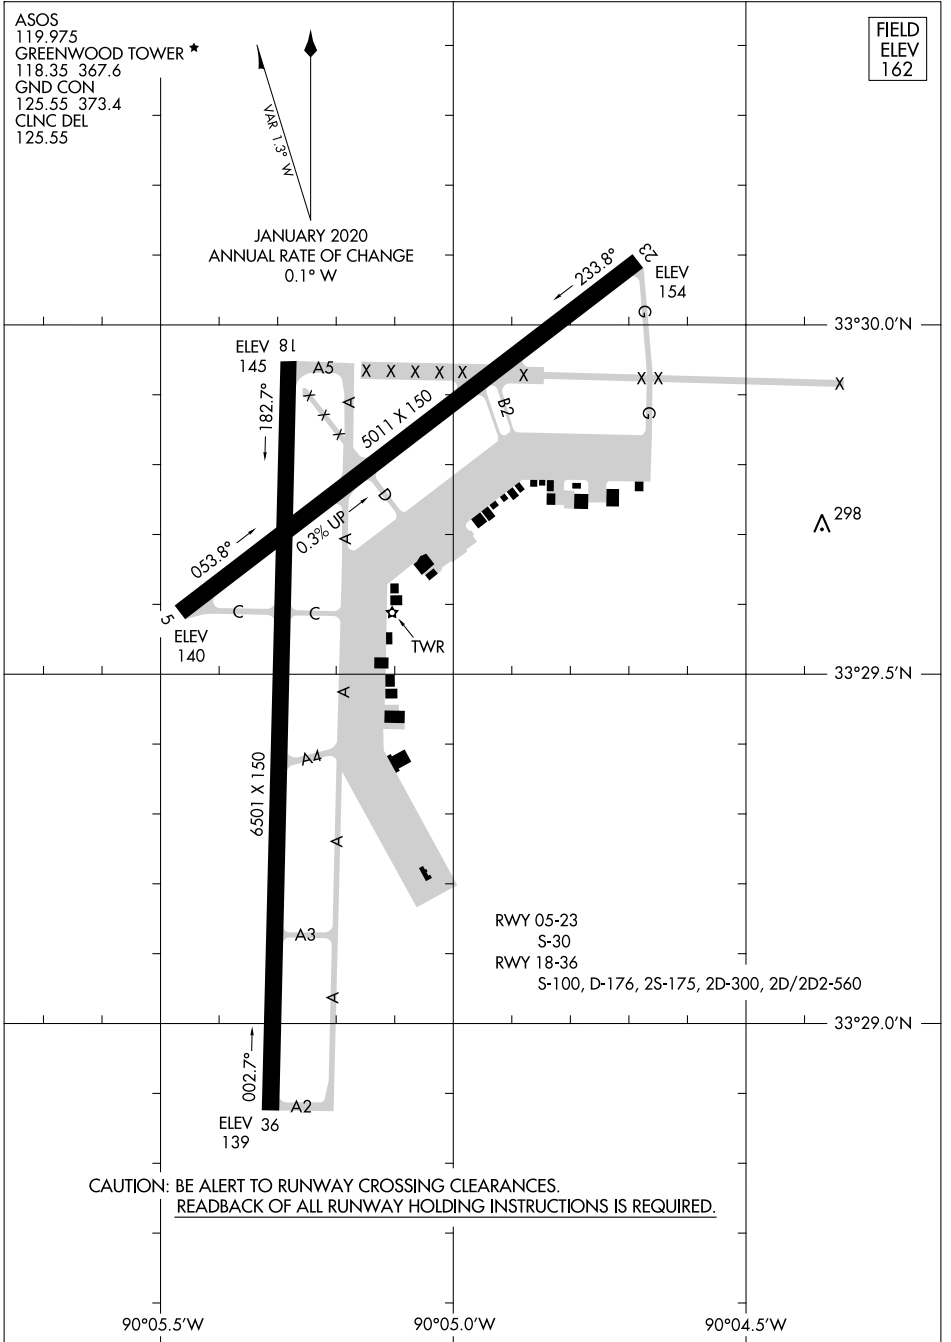 ASOS
119.975
GREENWOOD TOWER ★
118.35 367.6
GND CON
125.55 373.4
CLNC DEL
125.55
FIELD
ELEV
162
VAR 1.3° W
JANUARY 2020
ANNUAL RATE OF CHANGE
0.1° W
23
233.8°
ELEV
154
G
33°30.0'N
ELEV
145
18
A5
X X X X X
X
X X
X
A
X
X
X
182.7°
5011 X 150
B2
G
D
298
053.8°
0.3% UP
A
5
C
C
TWR
ELEV
140
33°29.5'N
A
A4
6501 X 150
A
RWY 05-23
S-30
RWY 18-36
S-100, D-176, 2S-175, 2D-300, 2D/2D2-560
A3
A
33°29.0'N
002.7°
A2
ELEV
139
36
CAUTION: BE ALERT TO RUNWAY CROSSING CLEARANCES.
READBACK OF ALL RUNWAY HOLDING INSTRUCTIONS IS REQUIRED.
90°05.5'W
90°05.0'W
90°04.5'W